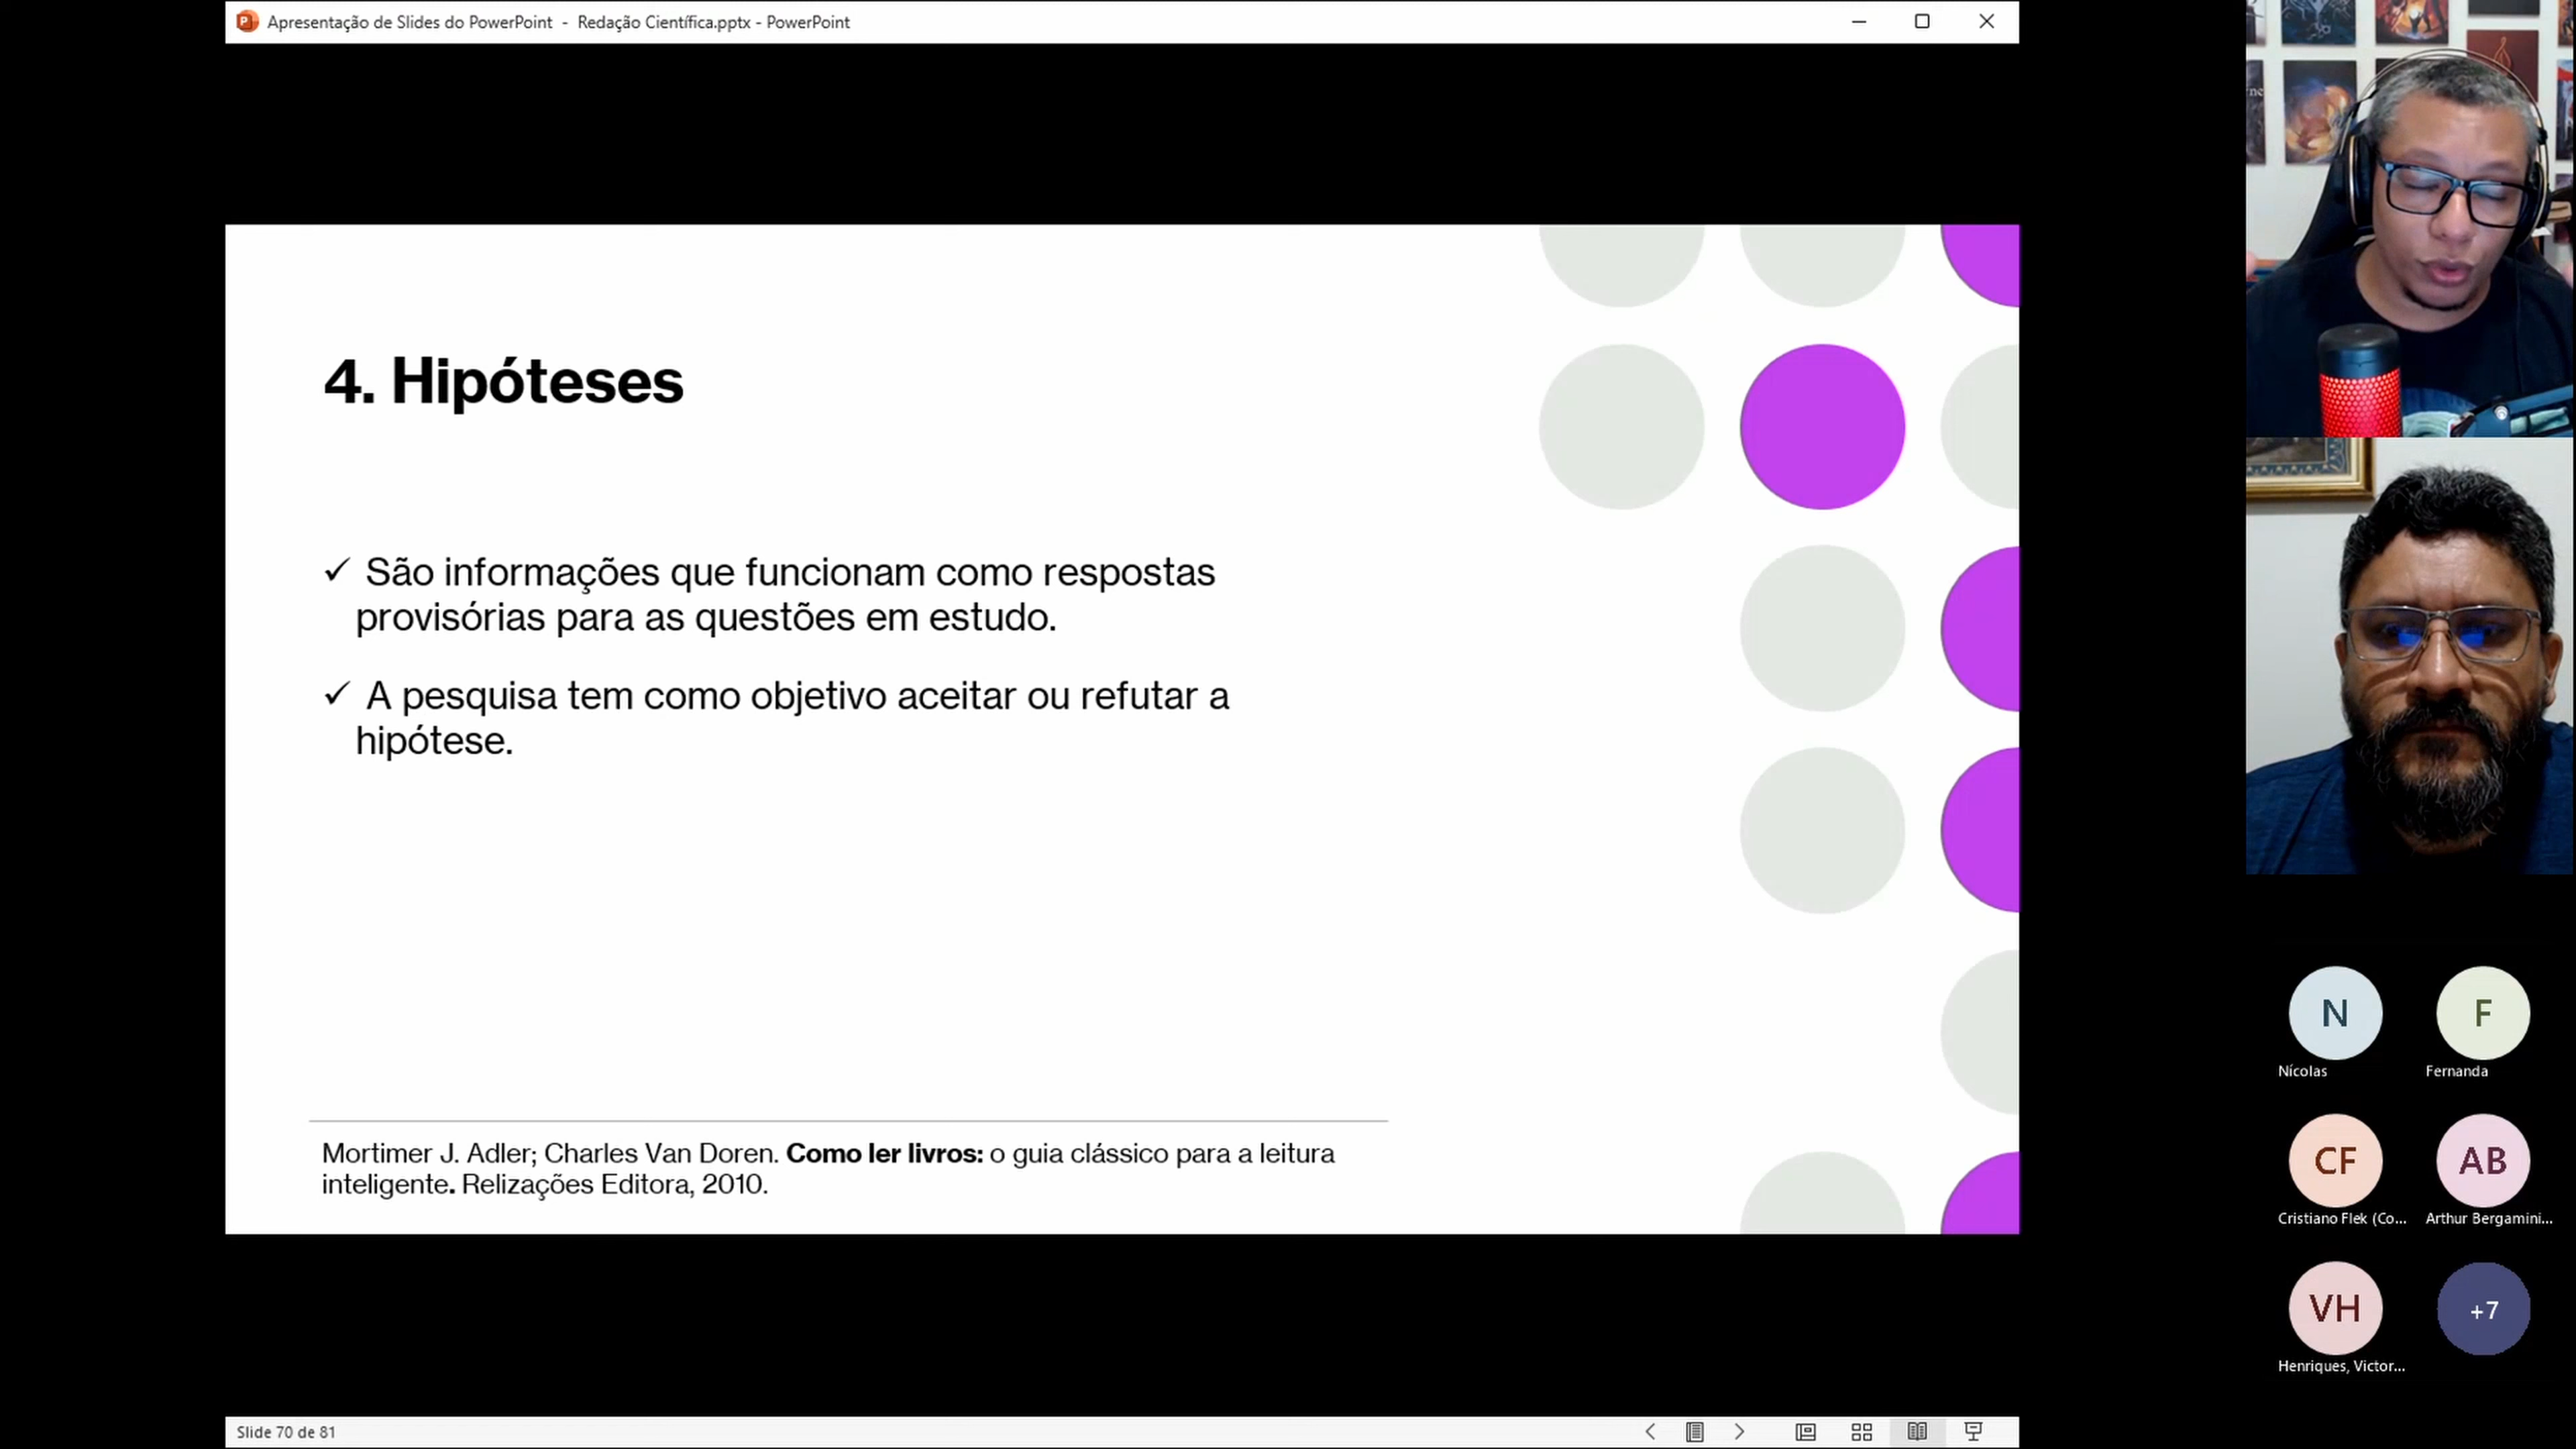 Apresentação de Slides do PowerPoint - Redação Científica.pptx - PowerPoint
4. Hipóteses
✓ São informações que funcionam como respostas
provisórias para as questões em estudo.
✓ A pesquisa tem como objetivo aceitar ou refutar a
hipótese.
Mortimer J. Adler; Charles Van Doren. Como ler livros: o guia clássico para a leitura
inteligente. Relizações Editora, 2010.
N
F
Nícolas
Fernanda
CF
AB
Cristiano Flek (Co...
Arthur Bergamini...
VH
+7
Henriques, Victor...
Slide 70 de 81